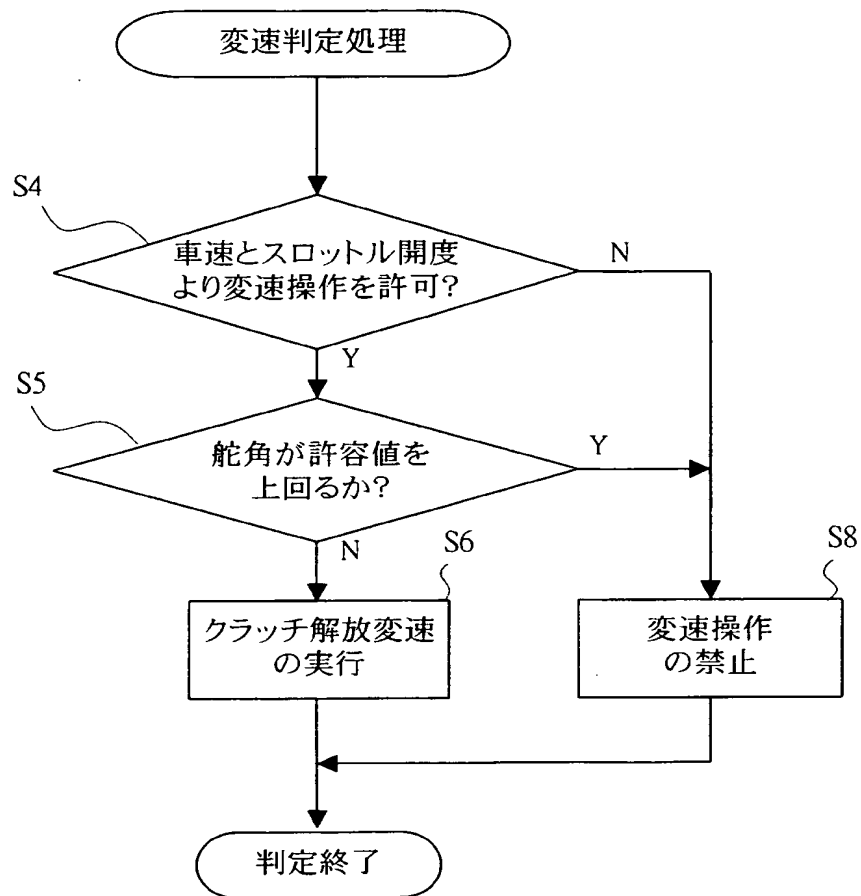 変速判定処理
S4
車速とスロットル開度
より変速操作を許可?
N
Y
S5
舵角が許容値を
上回るか?
Y
N
S6
クラッチ解放変速
の実行
S8
変速操作
の禁止
判定終了